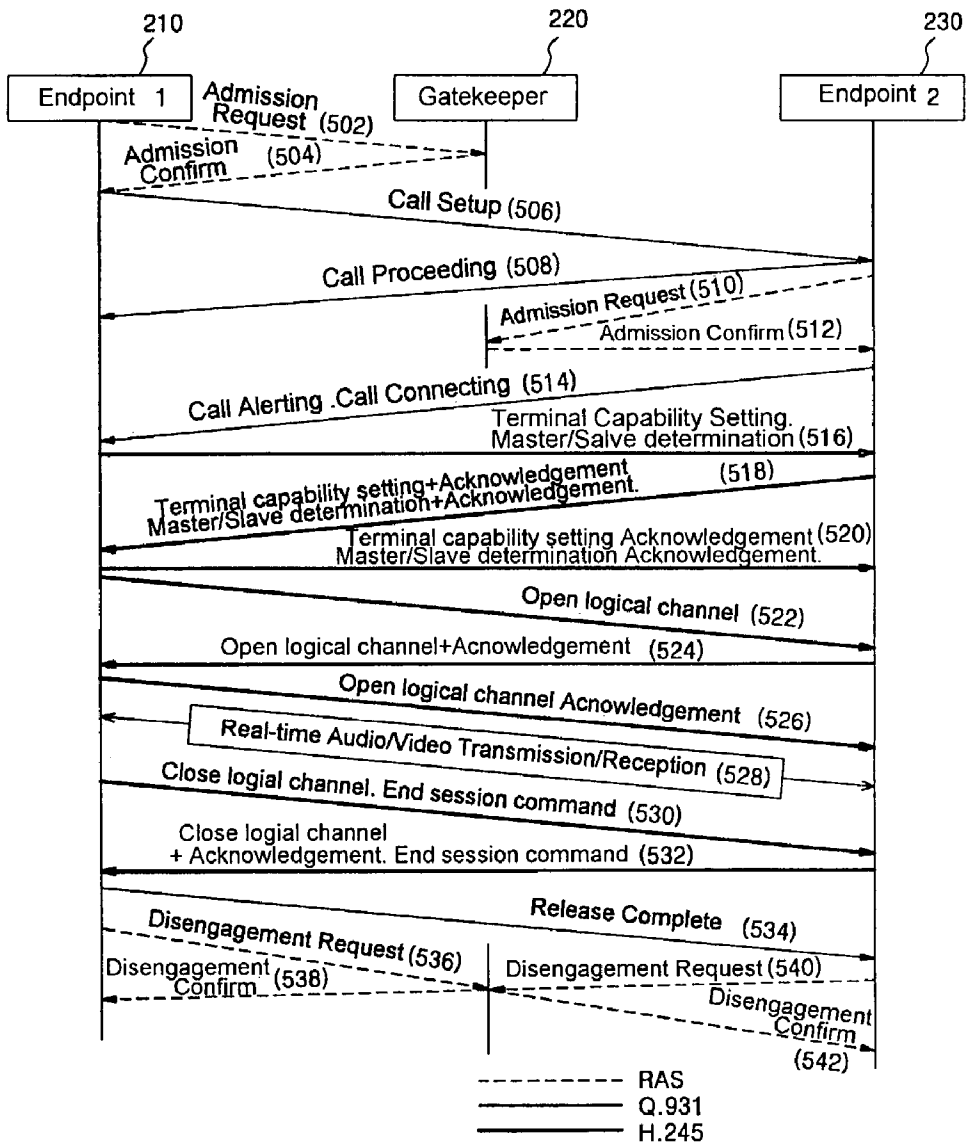 210
220
230
Endpoint 1
Gatekeeper
Endpoint 2
Admission
Request (502)
Admission (504)
Confirm
Call Setup (506)
Call Proceeding (508)
Admission Request (510)
Admission Confirm (512)
Call Alerting .Call Connecting (514)
Terminal Capability Setting.
Master/Salve determination (516)
Terminal capability setting+Acknowledgement (518)
Master/Slave determination+Acknowledgement.
Terminal capability setting Acknowledgement (520)
Master/Slave determination Acknowledgement.
Open logical channel (522)
Open logical channel+Acnowledgement (524)
Open logical channel Acnowledgement (526)
Real-time Audio/Video Transmission/Reception (528)
Close logial channel. End session command (530)
Close logial channel
+ Acknowledgement. End session command (532)
Release Complete (534)
Disengagement Request (536)
Disengagement (538)
Confirm
Disengagement Request (540)
Disengagement
Confirm
(542)
RAS
Q.931
H.245